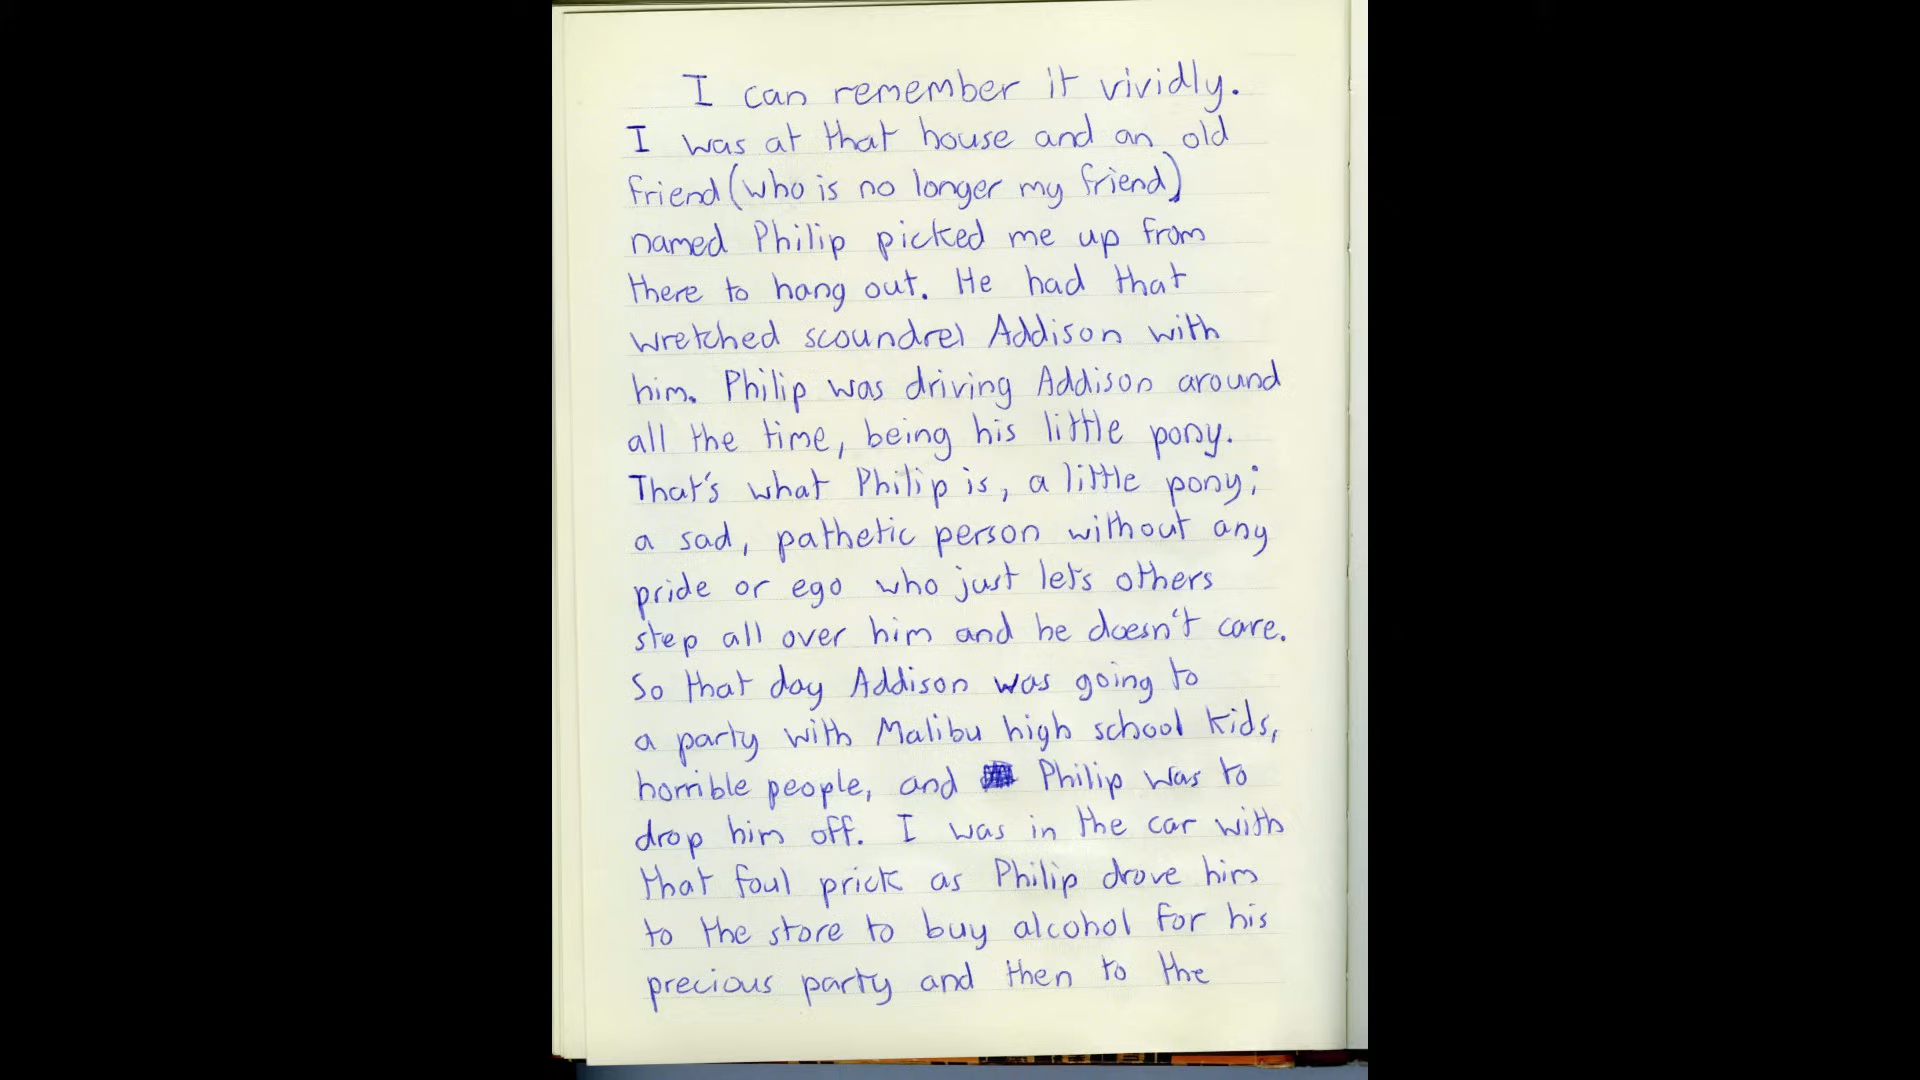 I can remember it vividly.
I was at that house and an old
friend (who is no longer my friend)
named Philip picked me up from
there to hang out. He had that
wretched scoundrel Addison with
him. Philip was driving Addison around
all the time, being his little pony.
That's what Philip is, a little pony;
a sad, pathetic person without any
pride or ego who just lets others
step all over him and he doesn't care.
So that day Addison was going to
a party with Malibu high school kids,
horrible people, and Philip was to
drop him off. I was in the car with
that foul prick as Philip drove him
to the store to buy alcohol for his
precious party and then to the